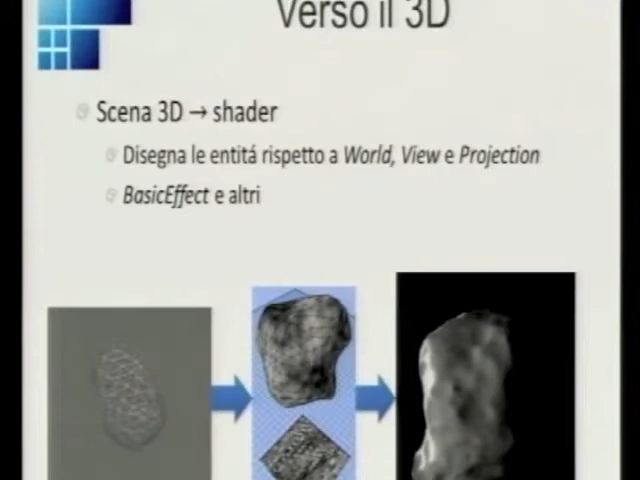 Verso il 3D
Scena 3D → shader
Disegna le entitá rispetto a World, View e Projection
BasicEffect e altri